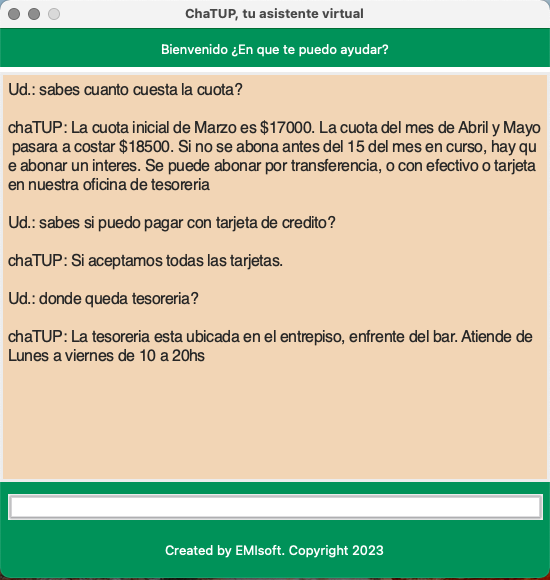 ChaTUP, tu asistente virtual
Bienvenido ¿En que te puedo ayudar?
Ud.: sabes cuanto cuesta la cuota?
chaTUP: La cuota inicial de Marzo es $17000. La cuota del mes de Abril y Mayo
pasara a costar $18500. Si no se abona antes del 15 del mes en curso, hay qu
e abonar un interes. Se puede abonar por transferencia, o con efectivo o tarjeta
en nuestra oficina de tesoreria
Ud.: sabes si puedo pagar con tarjeta de credito?
chaTUP: Si aceptamos todas las tarjetas.
Ud.: donde queda tesoreria?
chaTUP: La tesoreria esta ubicada en el entrepiso, enfrente del bar. Atiende de
Lunes a viernes de 10 a 20hs
Created by EMIsoft. Copyright 2023